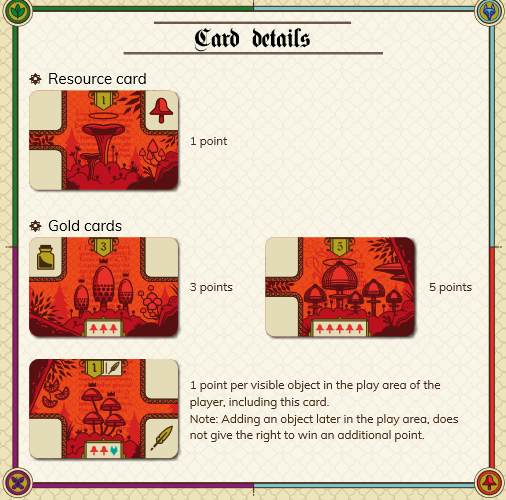 Card details
Resource card
1
1 point
Gold cards
3
3 points
5
5 points
1
1 point per visible object in the play area of the
player, including this card.
Note: Adding an object later in the play area, does
not give the right to win an additional point.